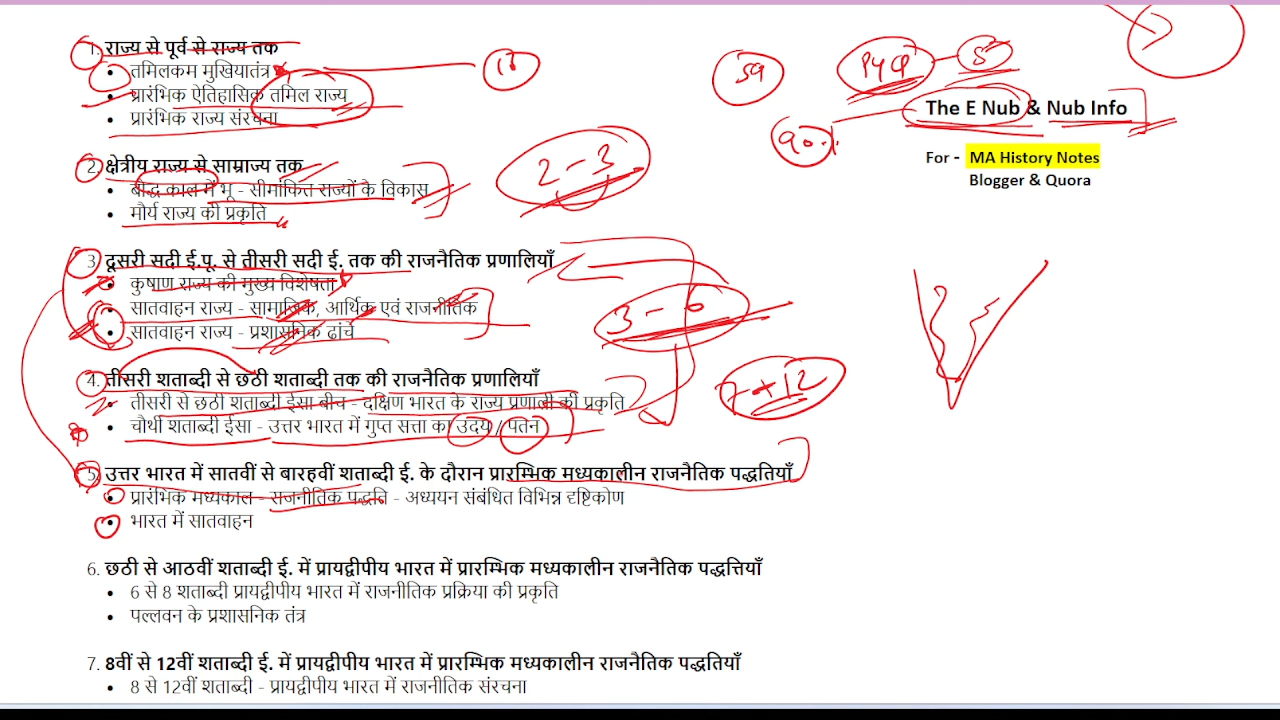 1. राज्य से पूर्व से राज्य तक
• तमिलकम मुखियातंत्र
• प्रारंभिक ऐतिहासिक तमिल राज्य
• प्रारंभिक राज्य संरचना
2. क्षेत्रीय राज्य से साम्राज्य तक
• बौद्ध काल में भू - सीमांकित राज्यों के विकास
• मौर्य राज्य की प्रकृति
3. दूसरी सदी ई.पू. से तीसरी सदी ई. तक की राजनैतिक प्रणालियाँ
• कुषाण राज्य की मुख्य विशेषता
• सातवाहन राज्य - सामाजिक, आर्थिक एवं राजनीतिक
• सातवाहन राज्य - प्रशासनिक ढांचे
4. तीसरी शताब्दी से छठी शताब्दी तक की राजनैतिक प्रणालियाँ
• तीसरी से छठी शताब्दी ईसा बीच - दक्षिण भारत के राज्य प्रणाली की प्रकृति
• चौथी शताब्दी ईसा - उत्तर भारत में गुप्त सत्ता का उदय / पतन
5. उत्तर भारत में सातवीं से बारहवीं शताब्दी ई. के दौरान प्रारम्भिक मध्यकालीन राजनैतिक पद्धतियाँ
• प्रारंभिक मध्यकाल - राजनीतिक पद्धति - अध्ययन संबंधित विभिन्न दृष्टिकोण
• भारत में सातवाहन
6. छठी से आठवीं शताब्दी ई. में प्रायद्वीपीय भारत में प्रारम्भिक मध्यकालीन राजनैतिक पद्धत्तियाँ
• 6 से 8 शताब्दी प्रायद्वीपीय भारत में राजनीतिक प्रक्रिया की प्रकृति
• पल्लवन के प्रशासनिक तंत्र
7. 8वीं से 12वीं शताब्दी ई. में प्रायद्वीपीय भारत में प्रारम्भिक मध्यकालीन राजनैतिक पद्धतियाँ
• 8 से 12वीं शताब्दी - प्रायद्वीपीय भारत में राजनीतिक संरचना
The E Nub & Nub Info
For - MA History Notes
Blogger & Quora
PYQ
90%
2-3
3-6
7+12